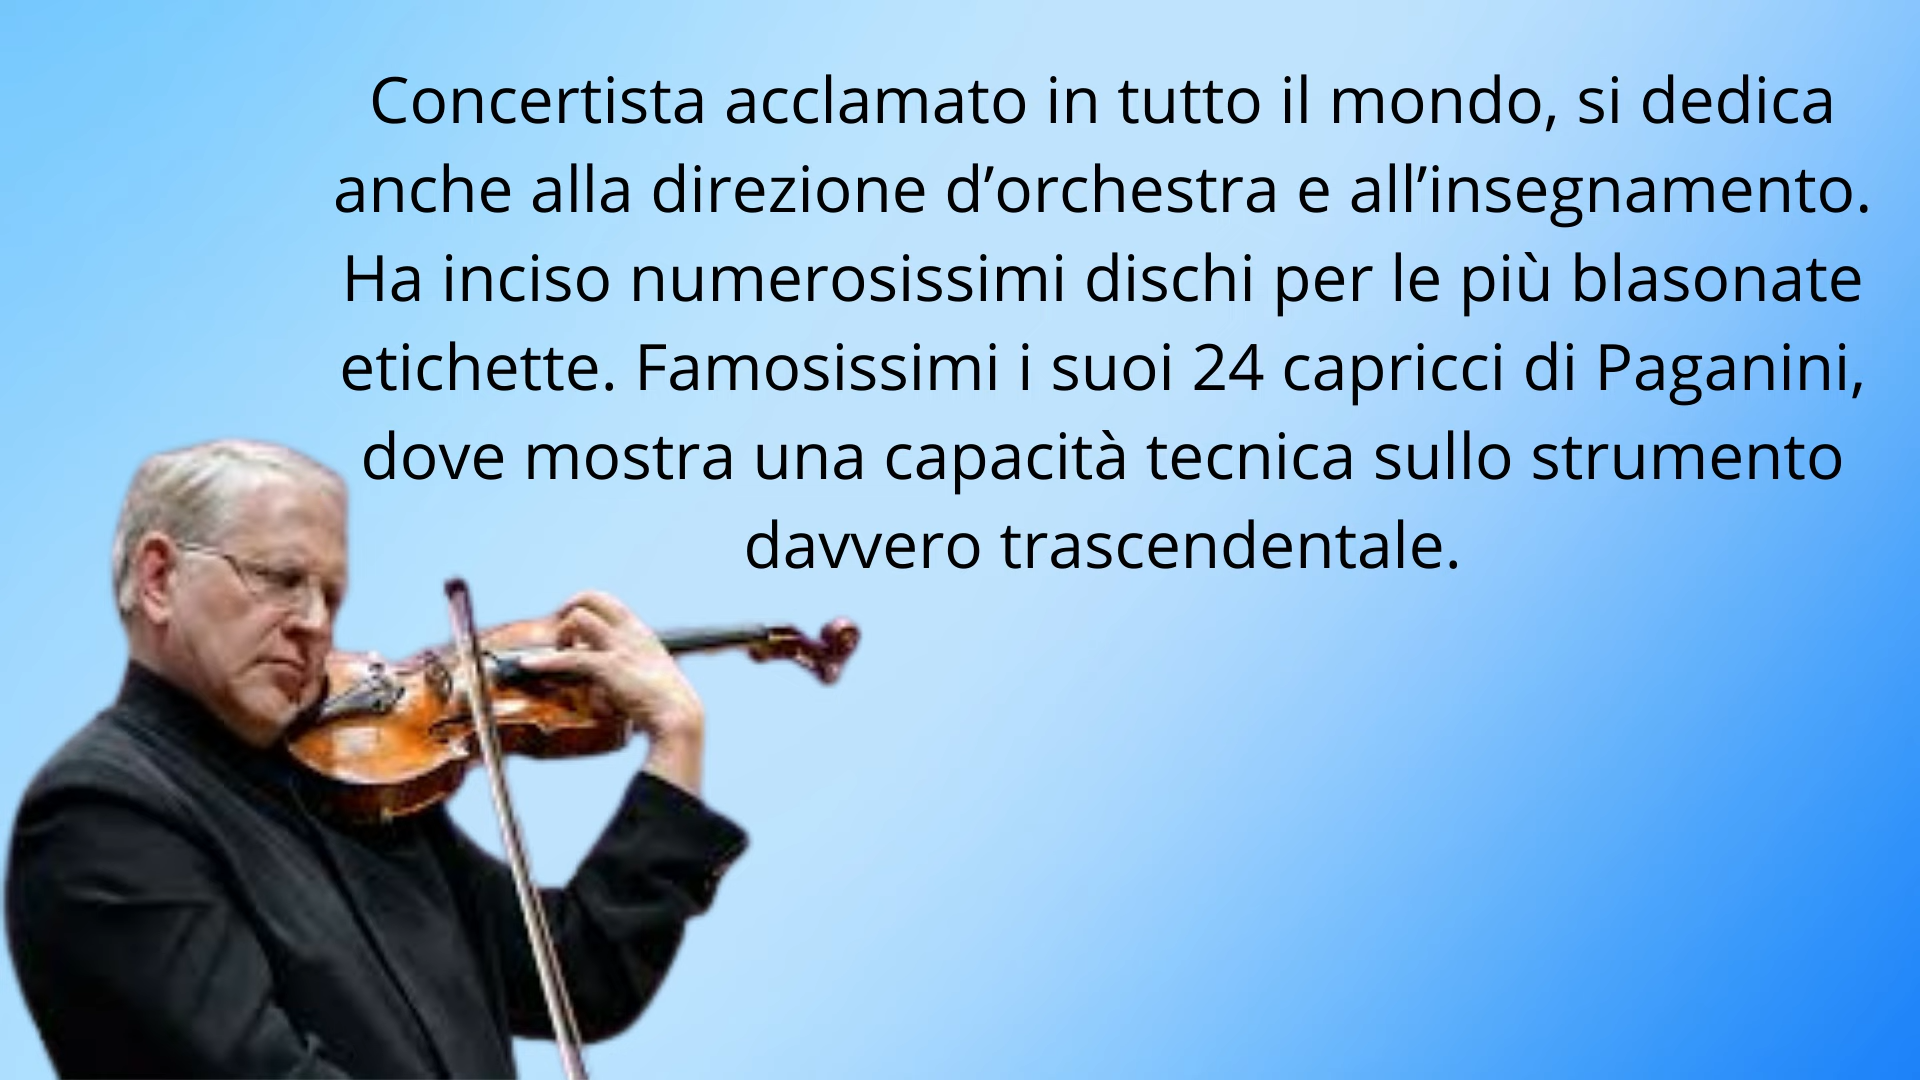 Concertista acclamato in tutto il mondo, si dedica
anche alla direzione d’orchestra e all’insegnamento.
Ha inciso numerosissimi dischi per le più blasonate
etichette. Famosissimi i suoi 24 capricci di Paganini,
dove mostra una capacità tecnica sullo strumento
davvero trascendentale.